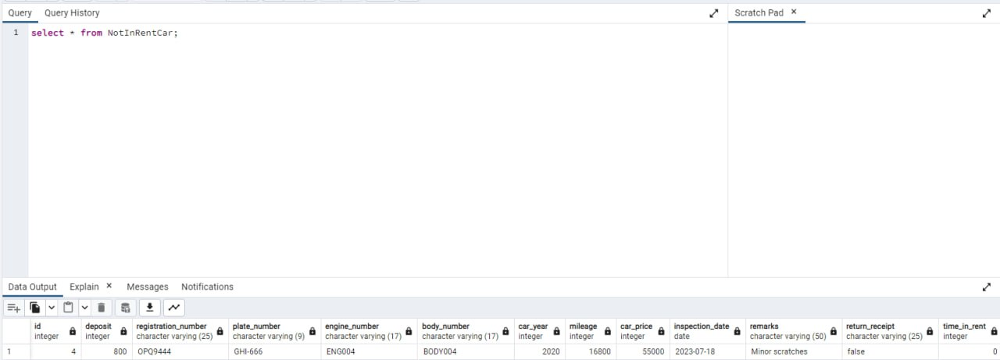 Query Query History
Scratch Pad ×
1 select * from NotInRentCar;
Data Output Explain × Messages Notifications
id deposit registration_number plate_number engine_number body_number car_year mileage car_price inspection_date remarks return_receipt time_in_rent
integer integer character varying (25) character varying (9) character varying (17) character varying (17) integer integer integer date character varying (50) character varying (25) integer
1 4 800 OPQ9444 GHI-666 ENG004 BODY004 2020 16800 55000 2023-07-18 Minor scratches false 0